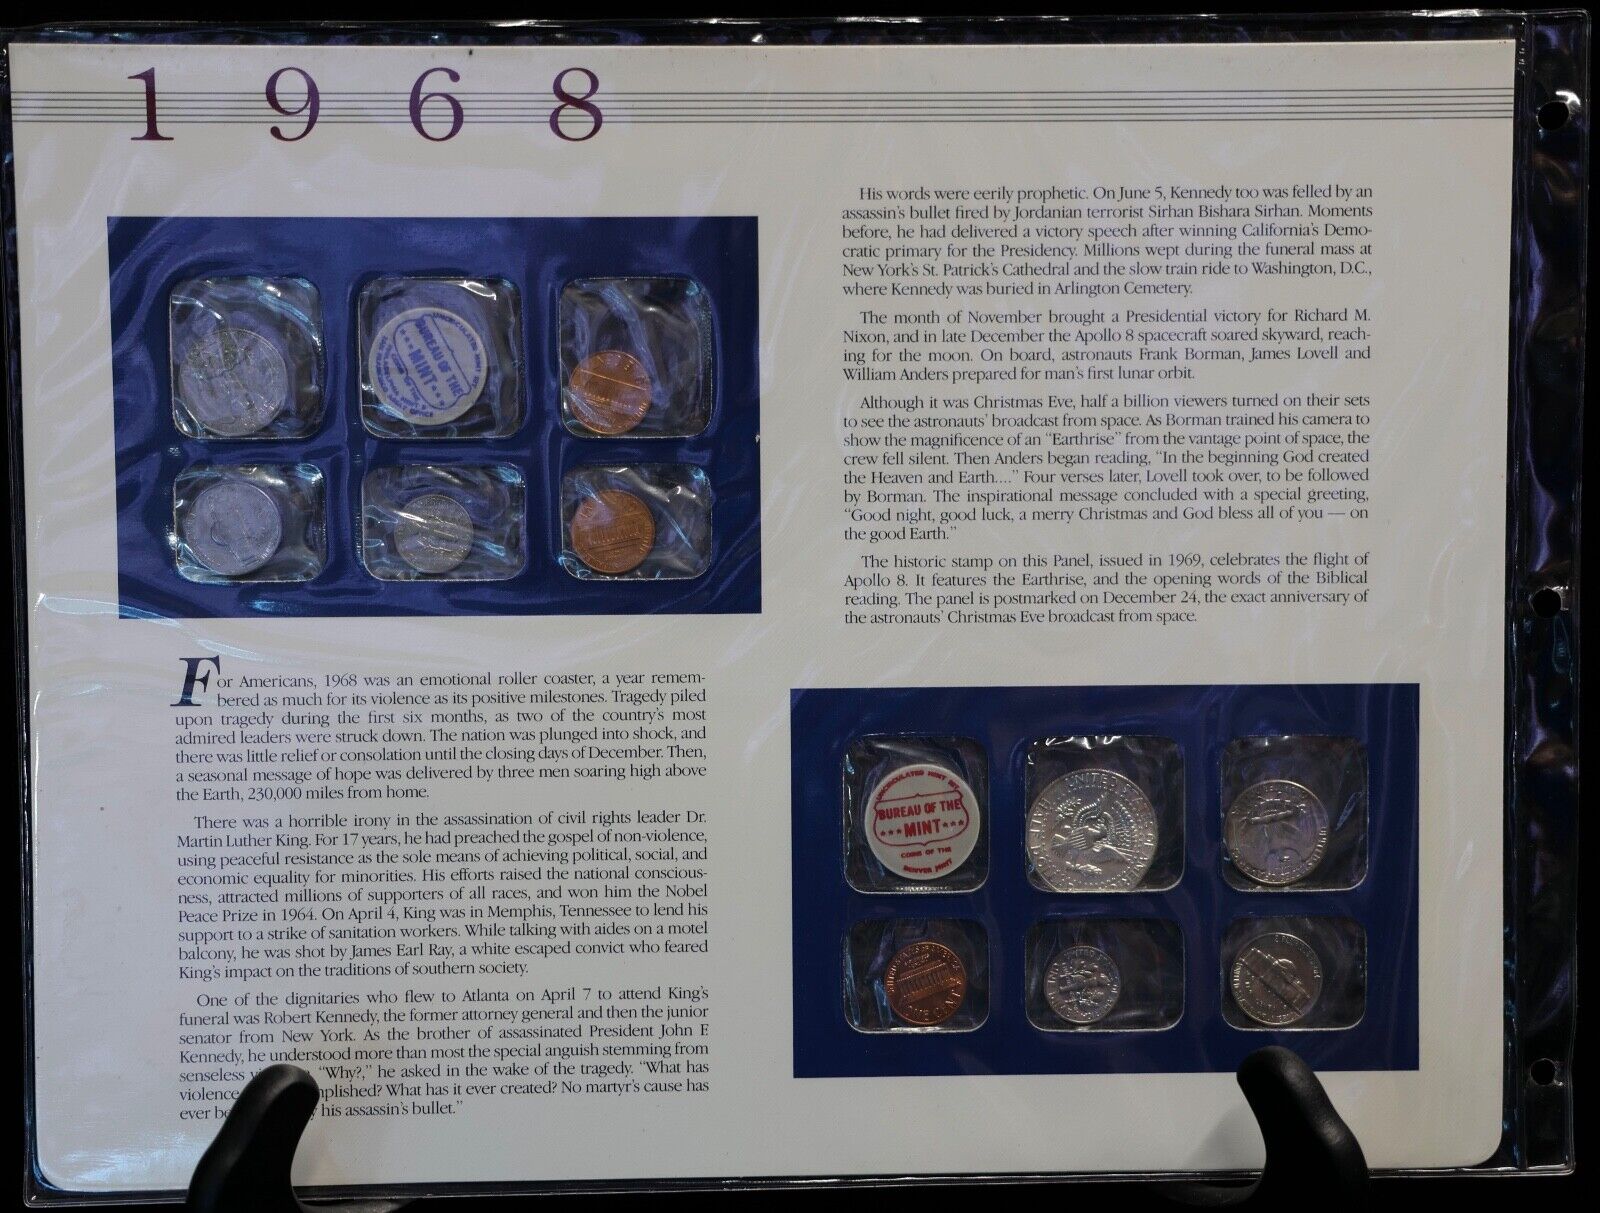 1968
UNCIRCULATED MINT SET
BUREAU OF THE
MINT
COINS OF THE
For Americans, 1968 was an emotional roller coaster, a year remem-
bered as much for its violence as its positive milestones. Tragedy piled
upon tragedy during the first six months, as two of the country's most
admired leaders were struck down. The nation was plunged into shock, and
there was little relief or consolation until the closing days of December. Then,
a seasonal message of hope was delivered by three men soaring high above
the Earth, 230,000 miles from home.
There was a horrible irony in the assassination of civil rights leader Dr.
Martin Luther King. For 17 years, he had preached the gospel of non-violence,
using peaceful resistance as the sole means of achieving political, social, and
economic equality for minorities. His efforts raised the national conscious-
ness, attracted millions of supporters of all races, and won him the Nobel
Peace Prize in 1964. On April 4, King was in Memphis, Tennessee to lend his
support to a strike of sanitation workers. While talking with aides on a motel
balcony, he was shot by James Earl Ray, a white escaped convict who feared
King's impact on the traditions of southern society.
One of the dignitaries who flew to Atlanta on April 7 to attend King's
funeral was Robert Kennedy, the former attorney general and then the junior
senator from New York. As the brother of assassinated President John F.
Kennedy, he understood more than most the special anguish stemming from
senseless "Why?," he asked in the wake of the tragedy. "What has
violence What has it ever created? No martyr's cause has
ever his assassin's bullet."
His words were eerily prophetic. On June 5, Kennedy too was felled by an
assassin's bullet fired by Jordanian terrorist Sirhan Bishara Sirhan. Moments
before, he had delivered a victory speech after winning California's Demo-
cratic primary for the Presidency. Millions wept during the funeral mass at
New York's St. Patrick's Cathedral and the slow train ride to Washington, D.C.,
where Kennedy was buried in Arlington Cemetery.
The month of November brought a Presidential victory for Richard M.
Nixon, and in late December the Apollo 8 spacecraft soared skyward, reach-
ing for the moon. On board, astronauts Frank Borman, James Lovell and
William Anders prepared for man's first lunar orbit.
Although it was Christmas Eve, half a billion viewers turned on their sets
to see the astronauts' broadcast from space. As Borman trained his camera to
show the magnificence of an "Earthrise" from the vantage point of space, the
crew fell silent. Then Anders began reading, "In the beginning God created
the Heaven and Earth...." Four verses later, Lovell took over, to be followed
by Borman. The inspirational message concluded with a special greeting,
"Good night, good luck, a merry Christmas and God bless all of you — on
the good Earth."
The historic stamp on this Panel, issued in 1969, celebrates the flight of
Apollo 8. It features the Earthrise, and the opening words of the Biblical
reading. The panel is postmarked on December 24, the exact anniversary of
the astronauts' Christmas Eve broadcast from space.
UNCIRCULATED MINT SET
BUREAU OF THE
MINT
COINS OF THE
DENVER MINT
UNITED STATES OF
HALF DOLLAR
UNITED STATES OF
ONE CENT